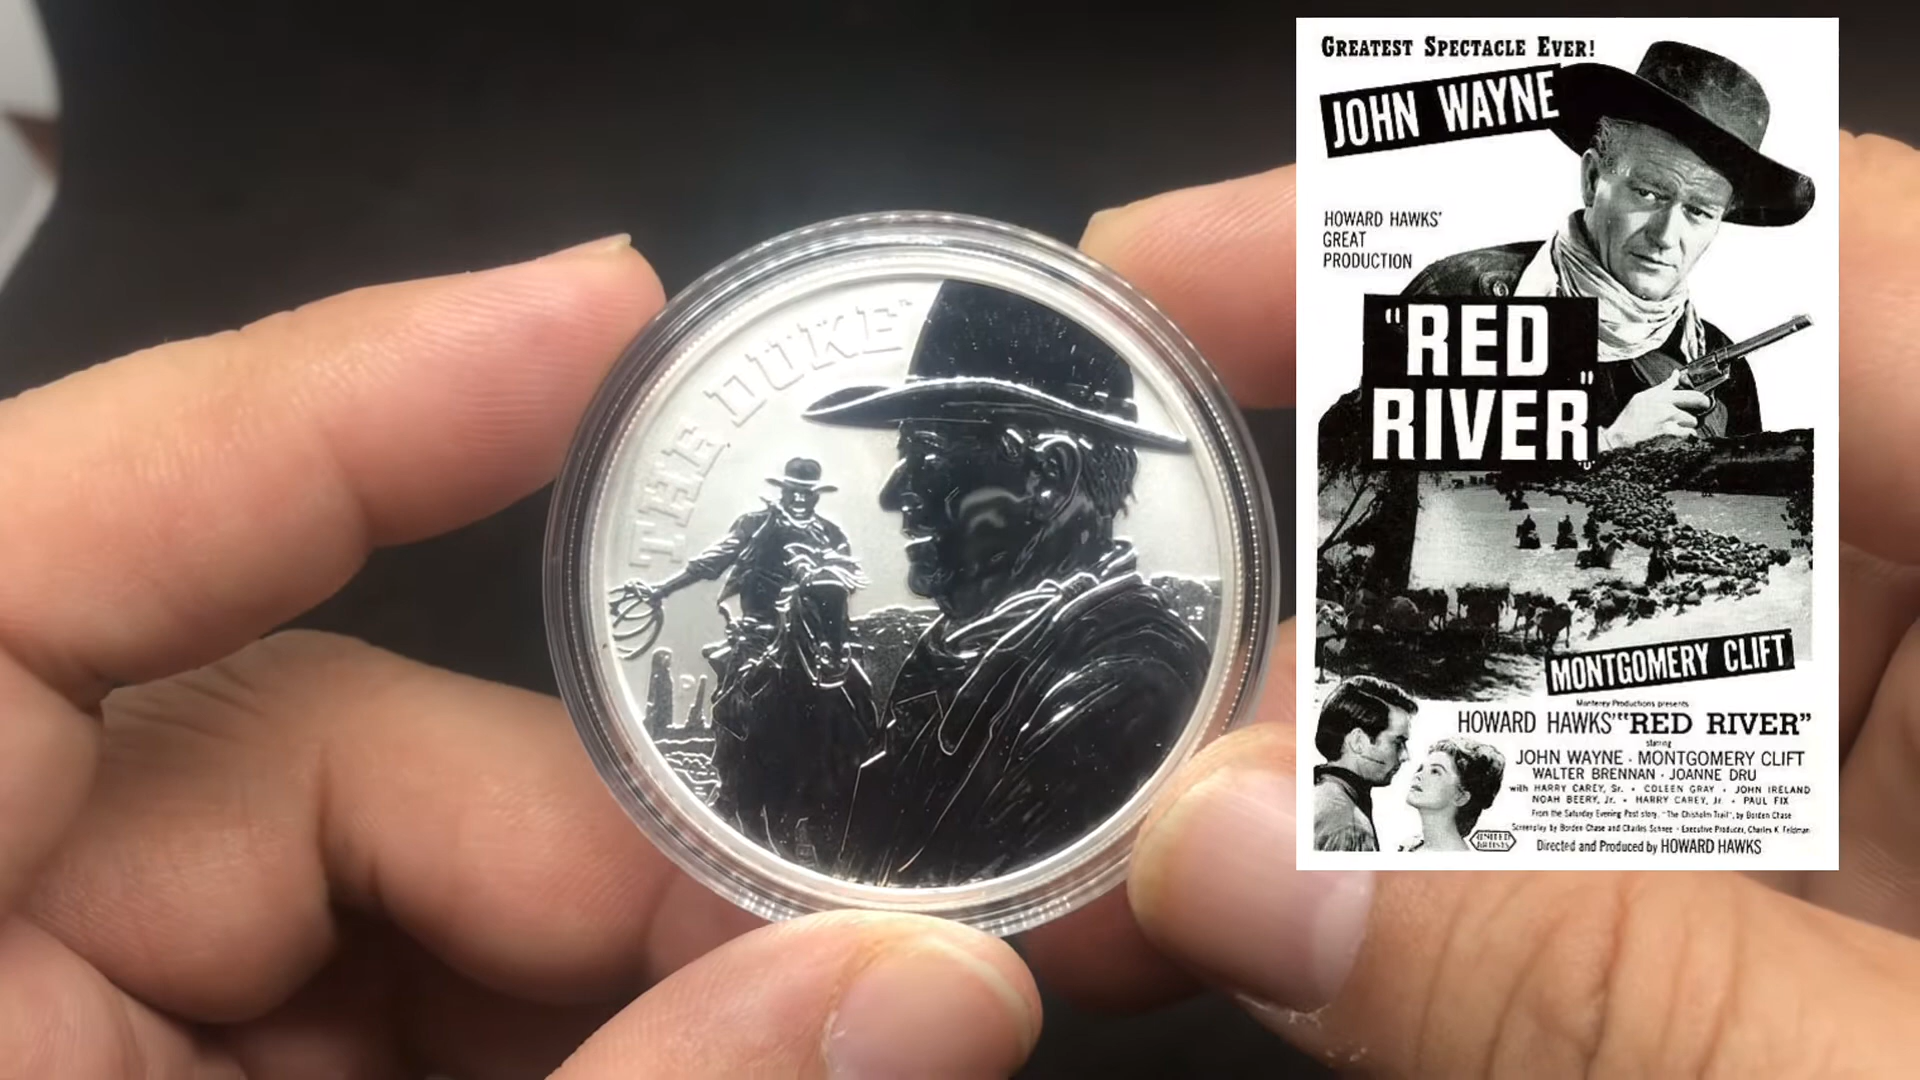 THE DUKE
GREATEST SPECTACLE EVER!
JOHN WAYNE
HOWARD HAWKS'
GREAT
PRODUCTION
"RED
RIVER"
MONTGOMERY CLIFT
Monterey Productions presents
HOWARD HAWKS' "RED RIVER"
starring
JOHN WAYNE · MONTGOMERY CLIFT
WALTER BRENNAN · JOANNE DRU
with HARRY CAREY, Sr. • COLEEN GRAY • JOHN IRELAND
NOAH BEERY, Jr. • HARRY CAREY, Jr. • PAUL FIX
From the Saturday Evening Post story, "The Chisholm Trail", by Borden Chase
Screenplay by Borden Chase and Charles Schnee - Executive Producer, Charles K. Feldman
UNITED
ARTISTS
Directed and Produced by HOWARD HAWKS